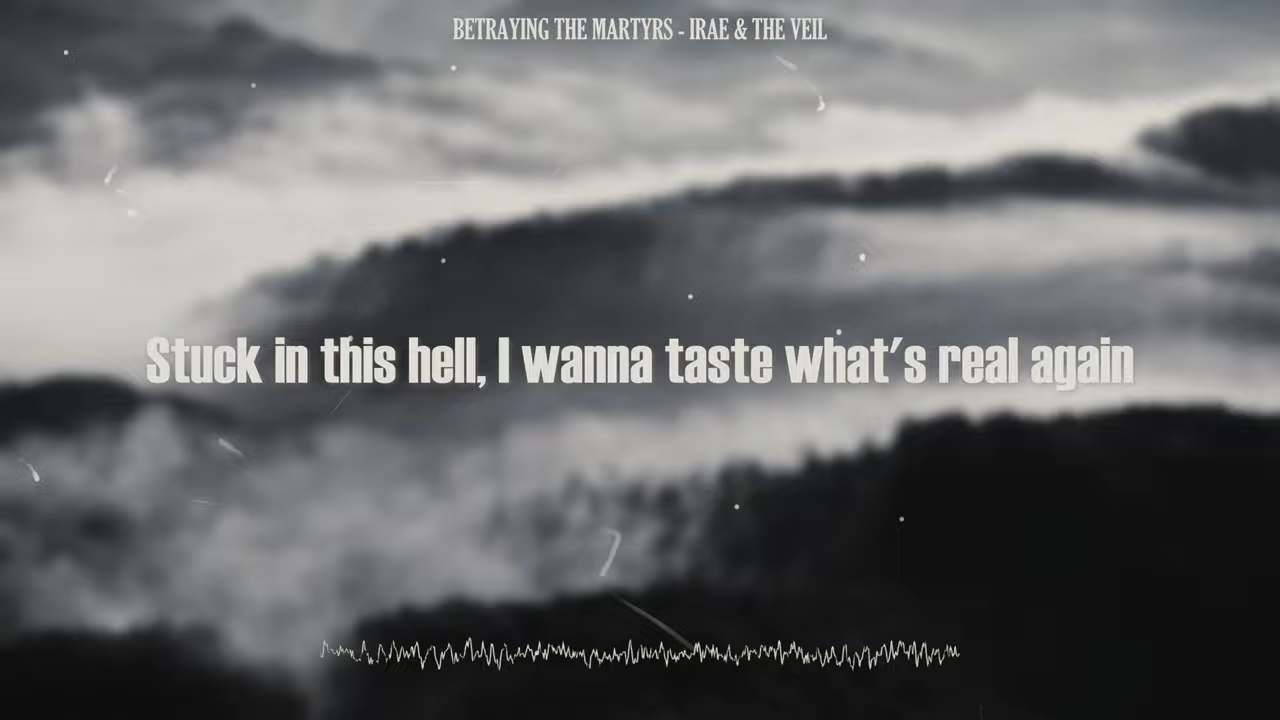 BETRAYING THE MARTYRS - IRAE & THE VEIL
Stuck in this hell, I wanna taste what's real again